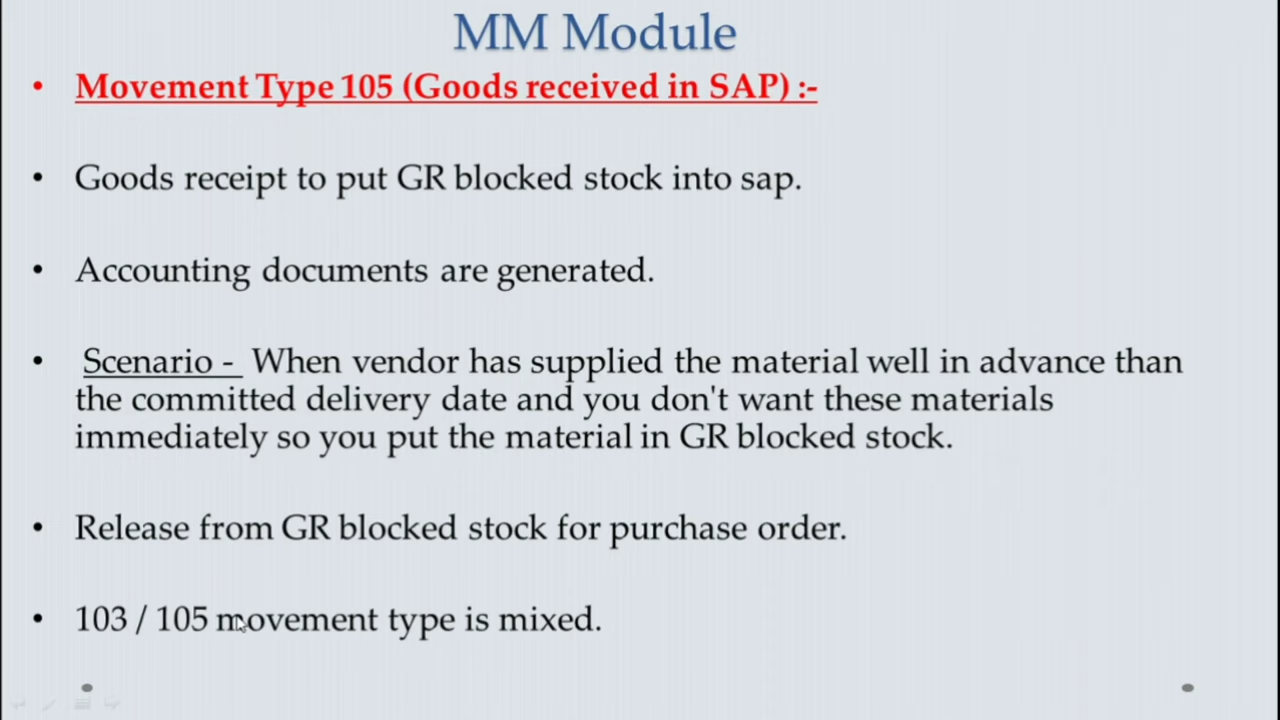 MM Module
• Movement Type 105 (Goods received in SAP) :-
• Goods receipt to put GR blocked stock into sap.
• Accounting documents are generated.
• Scenario - When vendor has supplied the material well in advance than
the committed delivery date and you don't want these materials
immediately so you put the material in GR blocked stock.
• Release from GR blocked stock for purchase order.
• 103 / 105 movement type is mixed.